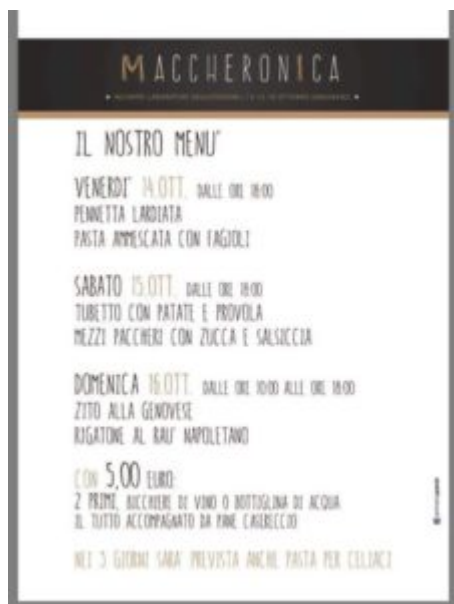 MACCHERONICA
IL NOSTRO MENU'
VENERDI' 14 OTT. DALLE ORE 18:00
PENNETTA LARDIATA
PASTA AMMESCATA CON FAGIOLI
SABATO 15 OTT. DALLE ORE 18:00
TUBETTO CON PATATE E PROVOLA
MEZZI PACCHERI CON ZUCCA E SALSICCIA
DOMENICA 16 OTT. DALLE ORE 10:00 ALLE ORE 18:00
ZITO ALLA GENOVESE
RIGATONE AL RAU' NAPOLETANO
CON 5,00 EURO:
2 PRIMI, BICCHIERE DI VINO O BOTTIGLINA DI ACQUA
IL TUTTO ACCOMPAGNATO DA PANE CASERECCIO
NEI 3 GIORNI SARA' PREVISTA ANCHE PASTA PER CELIACI